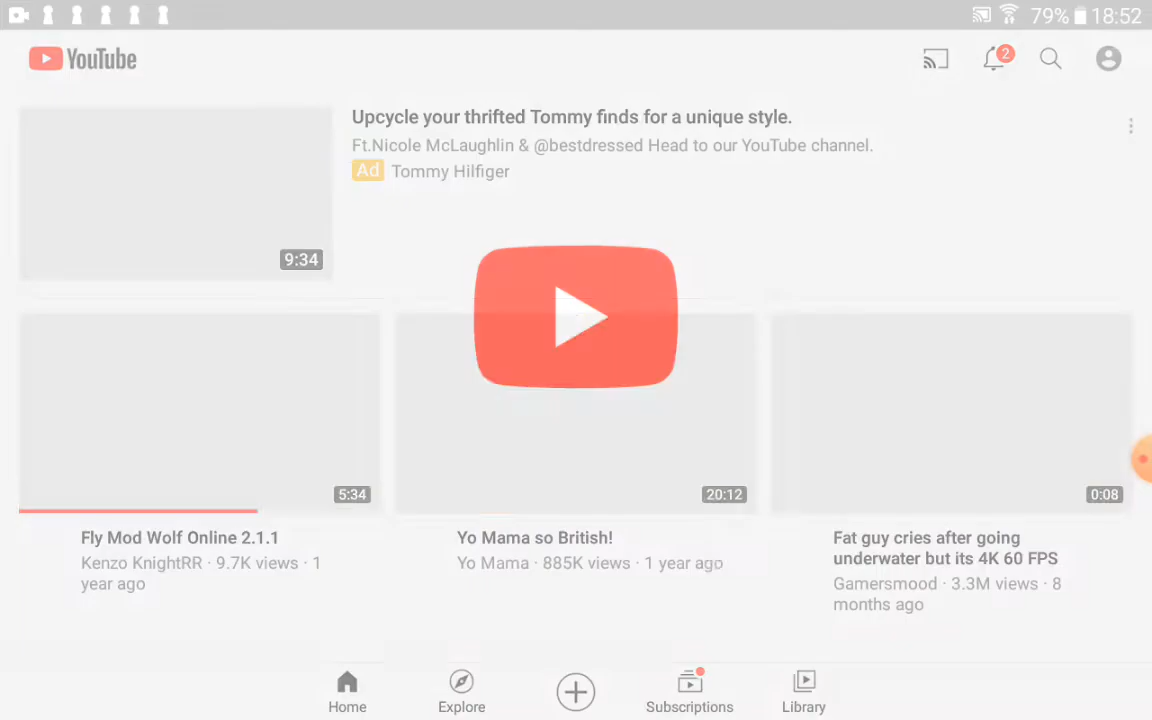 79% 18:52
YouTube
2
Upcycle your thrifted Tommy finds for a unique style.
Ft.Nicole McLaughlin & @bestdressed Head to our YouTube channel.
Ad Tommy Hilfiger
9:34
5:34
20:12
0:08
Fly Mod Wolf Online 2.1.1
Kenzo KnightRR · 9.7K views · 1
year ago
Yo Mama so British!
Yo Mama · 885K views · 1 year ago
Fat guy cries after going
underwater but its 4K 60 FPS
Gamersmood · 3.3M views · 8
months ago
Home
Explore
Subscriptions
Library